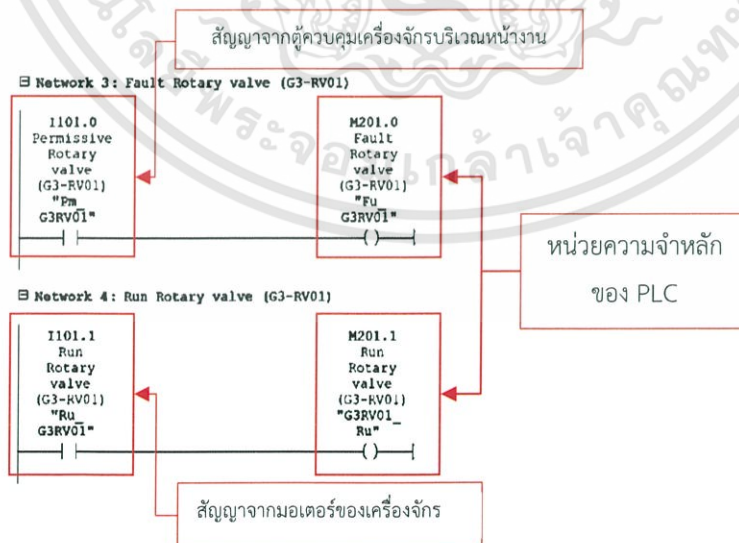 สัญญาจากตู้ควบคุมเครื่องจักรบริเวณหน้างาน
Network 3: Fault Rotary valve (G3-RV01)
I101.0
Permissive
Rotary
valve
(G3-RV01)
"Pm_
G3RV01"
M201.0
Fault
Rotary
valve
(G3-RV01)
"Fu_
G3RV01"
หน่วยความจำหลัก
ของ PLC
Network 4: Run Rotary valve (G3-RV01)
I101.1
Run
Rotary
valve
(G3-RV01)
"Ru_
G3RV01"
M201.1
Run
Rotary
valve
(G3-RV01)
"G3RV01_
Ru"
สัญญาจากมอเตอร์ของเครื่องจักร